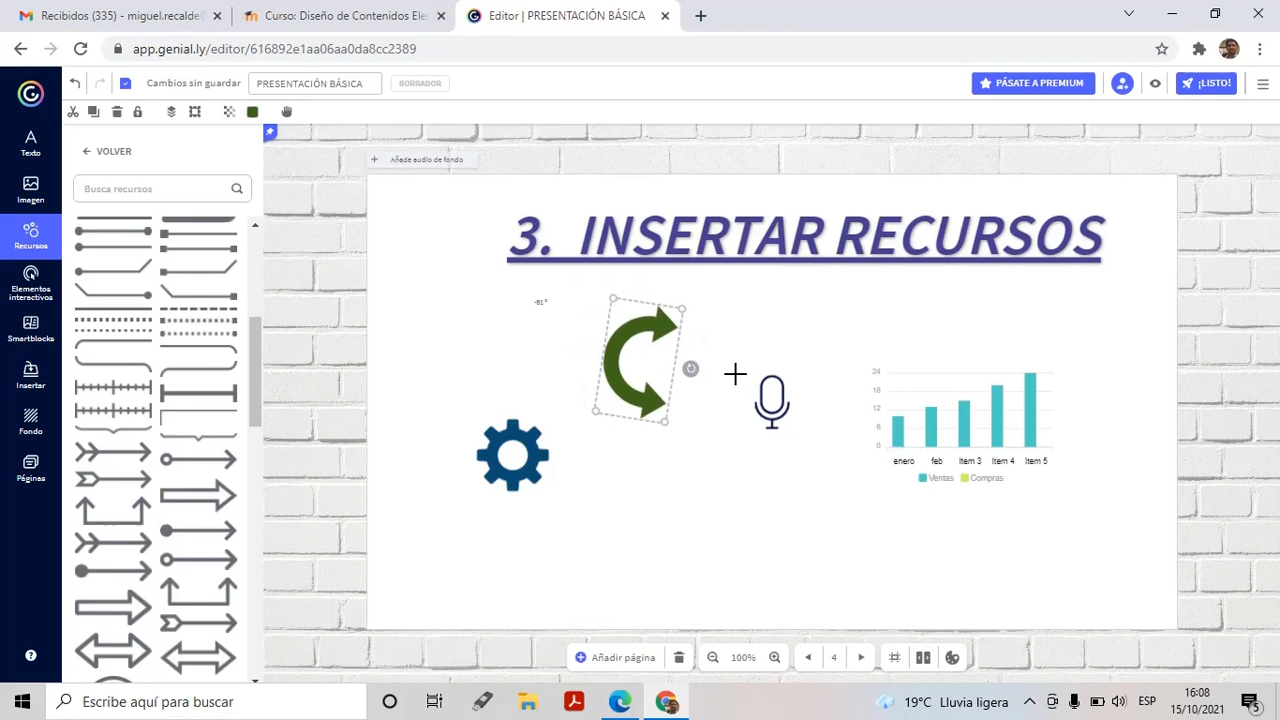 Recibidos (335) - miguel.recalde
Curso: Diseño de Contenidos Ele
Editor | PRESENTACIÓN BÁSICA
app.genial.ly/editor/616892e1aa06aa0da8cc2389
Cambios sin guardar
PRESENTACIÓN BÁSICA
BORRADOR
PÁSATE A PREMIUM
¡LISTO!
Texto
Imagen
Recursos
Elementos
interactivos
Smartblocks
Insertar
Fondo
Páginas
VOLVER
Busca recursos
Añade audio de fondo
3. INSERTAR RECURSOS
24
18
12
6
0
enero feb Item 3 Item 4 Item 5
Ventas Compras
Añadir página
100%
4
Escribe aquí para buscar
19°C Lluvia ligera
ESP
16:08
15/10/2021
5